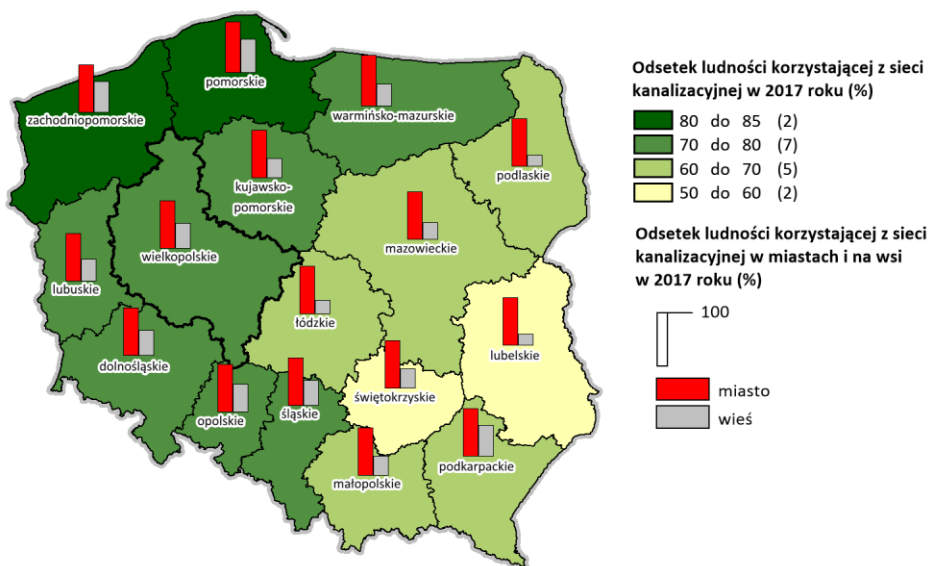 pomorskie
zachodniopomorskie
warmińsko-mazurskie
podlaskie
kujawsko-
pomorskie
mazowieckie
wielkopolskie
lubuskie
łódzkie
lubelskie
dolnośląskie
świętokrzyskie
śląskie
opolskie
podkarpackie
małopolskie
Odsetek ludności korzystającej z sieci
kanalizacyjnej w 2017 roku (%)
80 do 85 (2)
70 do 80 (7)
60 do 70 (5)
50 do 60 (2)
Odsetek ludności korzystającej z sieci
kanalizacyjnej w miastach i na wsi
w 2017 roku (%)
100
miasto
wieś